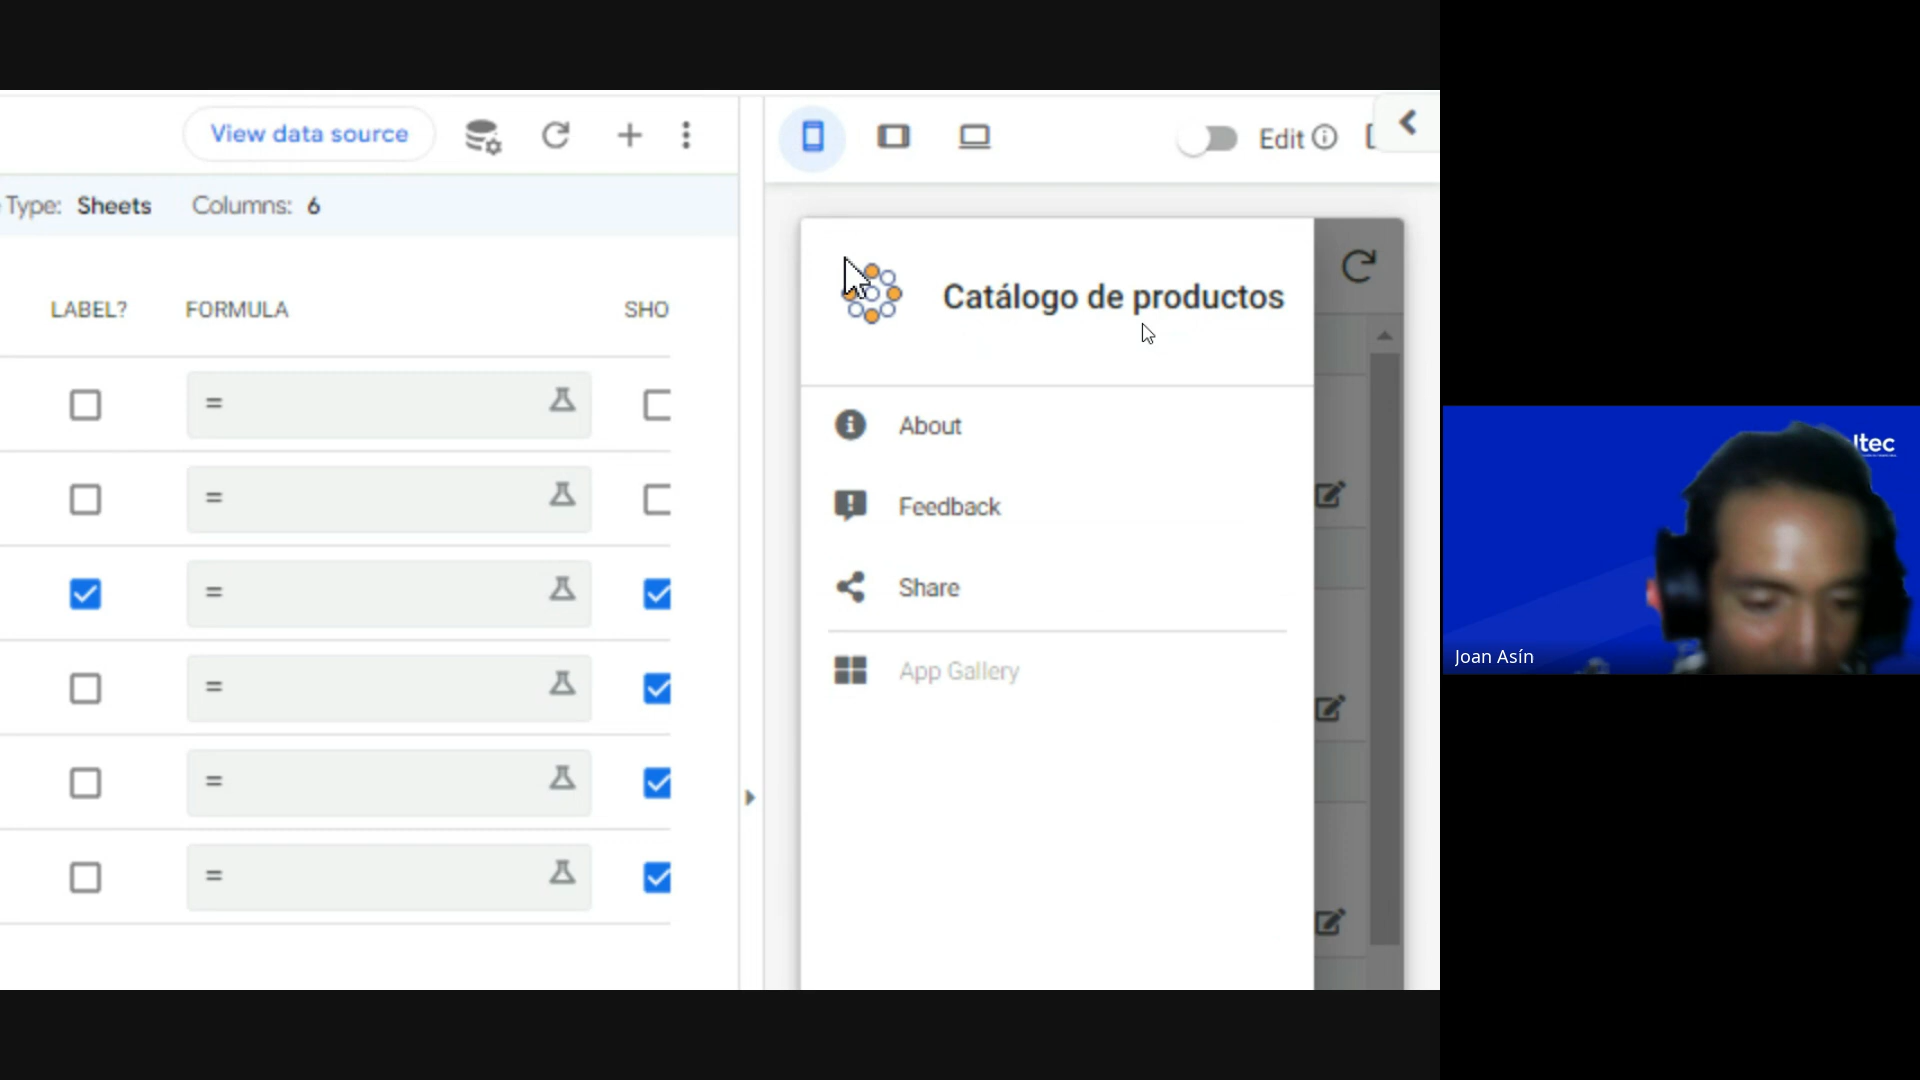 View data source
Edit
Type: Sheets Columns: 6
LABEL? FORMULA SHO
=
=
=
=
=
=
Catálogo de productos
About
Feedback
Share
App Gallery
ltec
Joan Asín